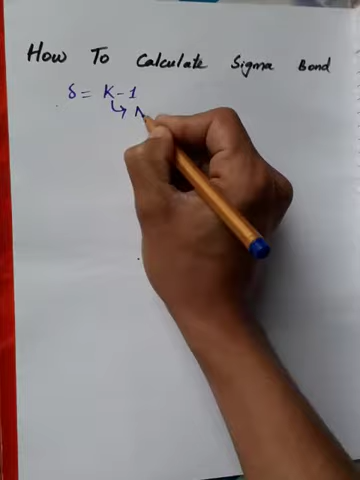 How To Calculate Sigma Bond
δ = K - 1
↳